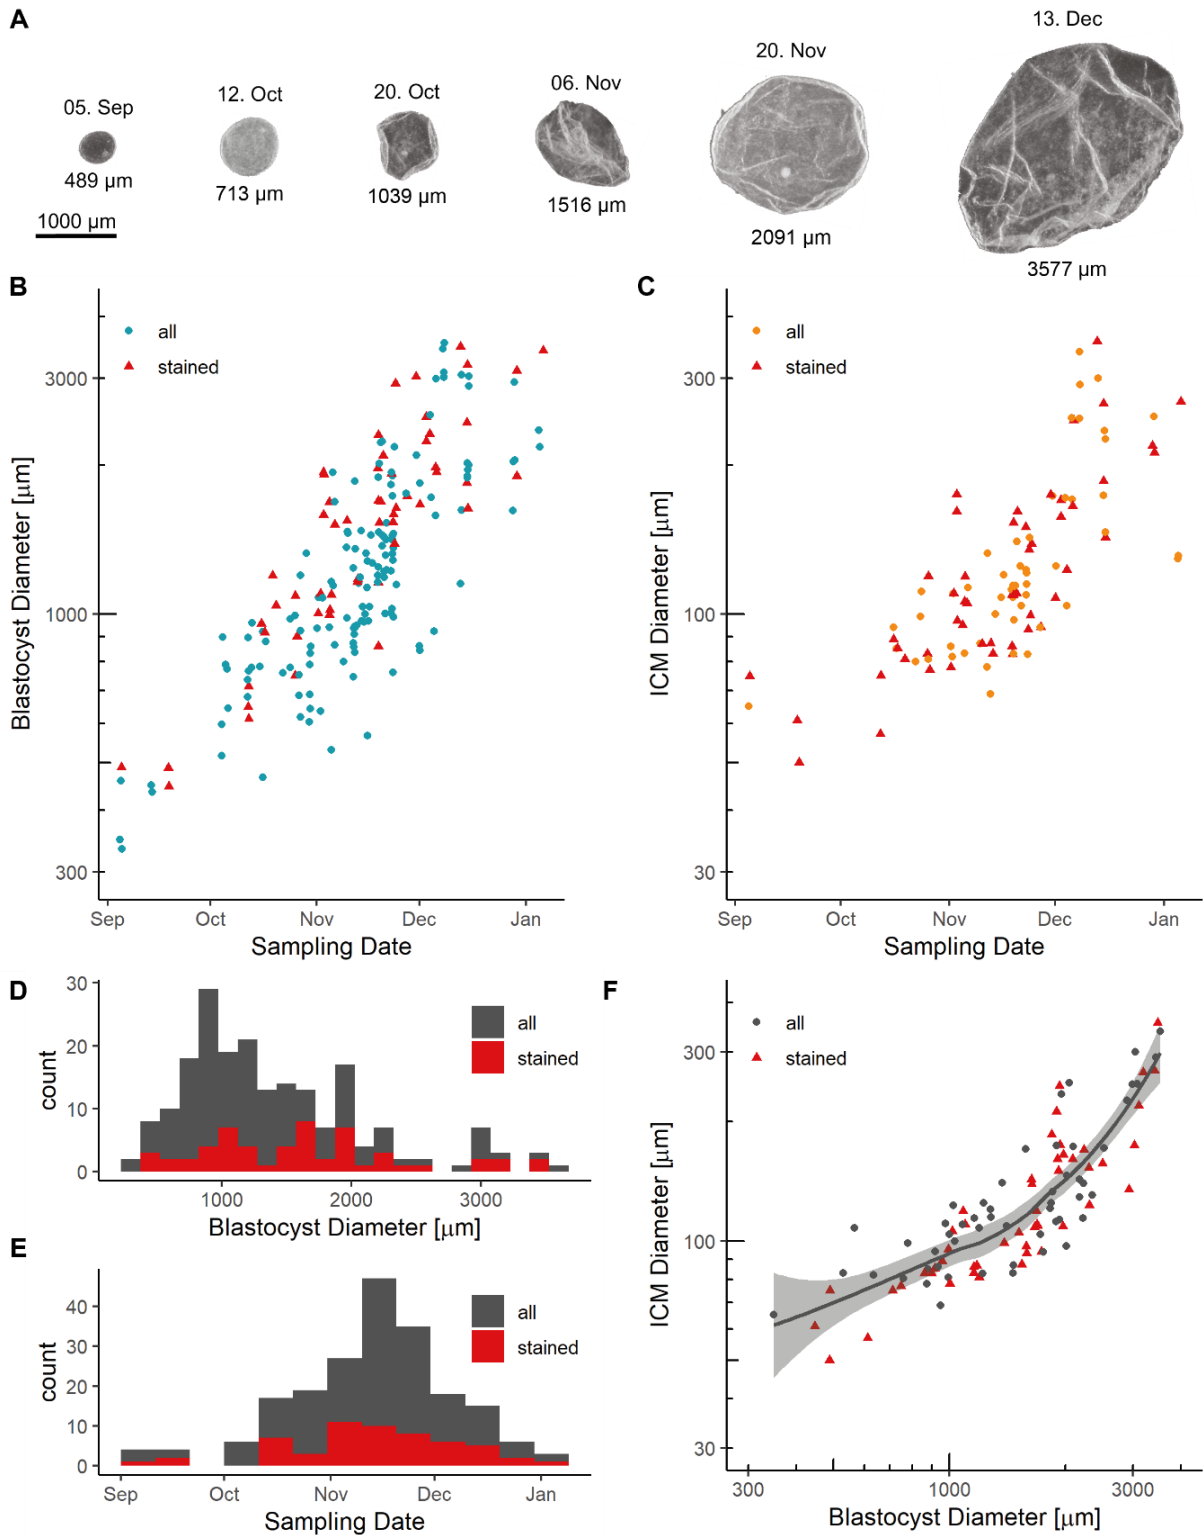 A
05. Sep
12. Oct
20. Oct
06. Nov
20. Nov
13. Dec
489 µm
713 µm
1039 µm
1516 µm
2091 µm
3577 µm
1000 µm
B
all
stained
3000
1000
300
Blastocyst Diameter [µm]
Sep Oct Nov Dec Jan
Sampling Date
C
all
stained
300
100
30
ICM Diameter [µm]
Sep Oct Nov Dec Jan
Sampling Date
D
30
20
10
0
count
all
stained
1000 2000 3000
Blastocyst Diameter [µm]
E
40
30
20
10
0
count
all
stained
Sep Oct Nov Dec Jan
Sampling Date
F
all
stained
300
100
30
ICM Diameter [µm]
300 1000 3000
Blastocyst Diameter [µm]